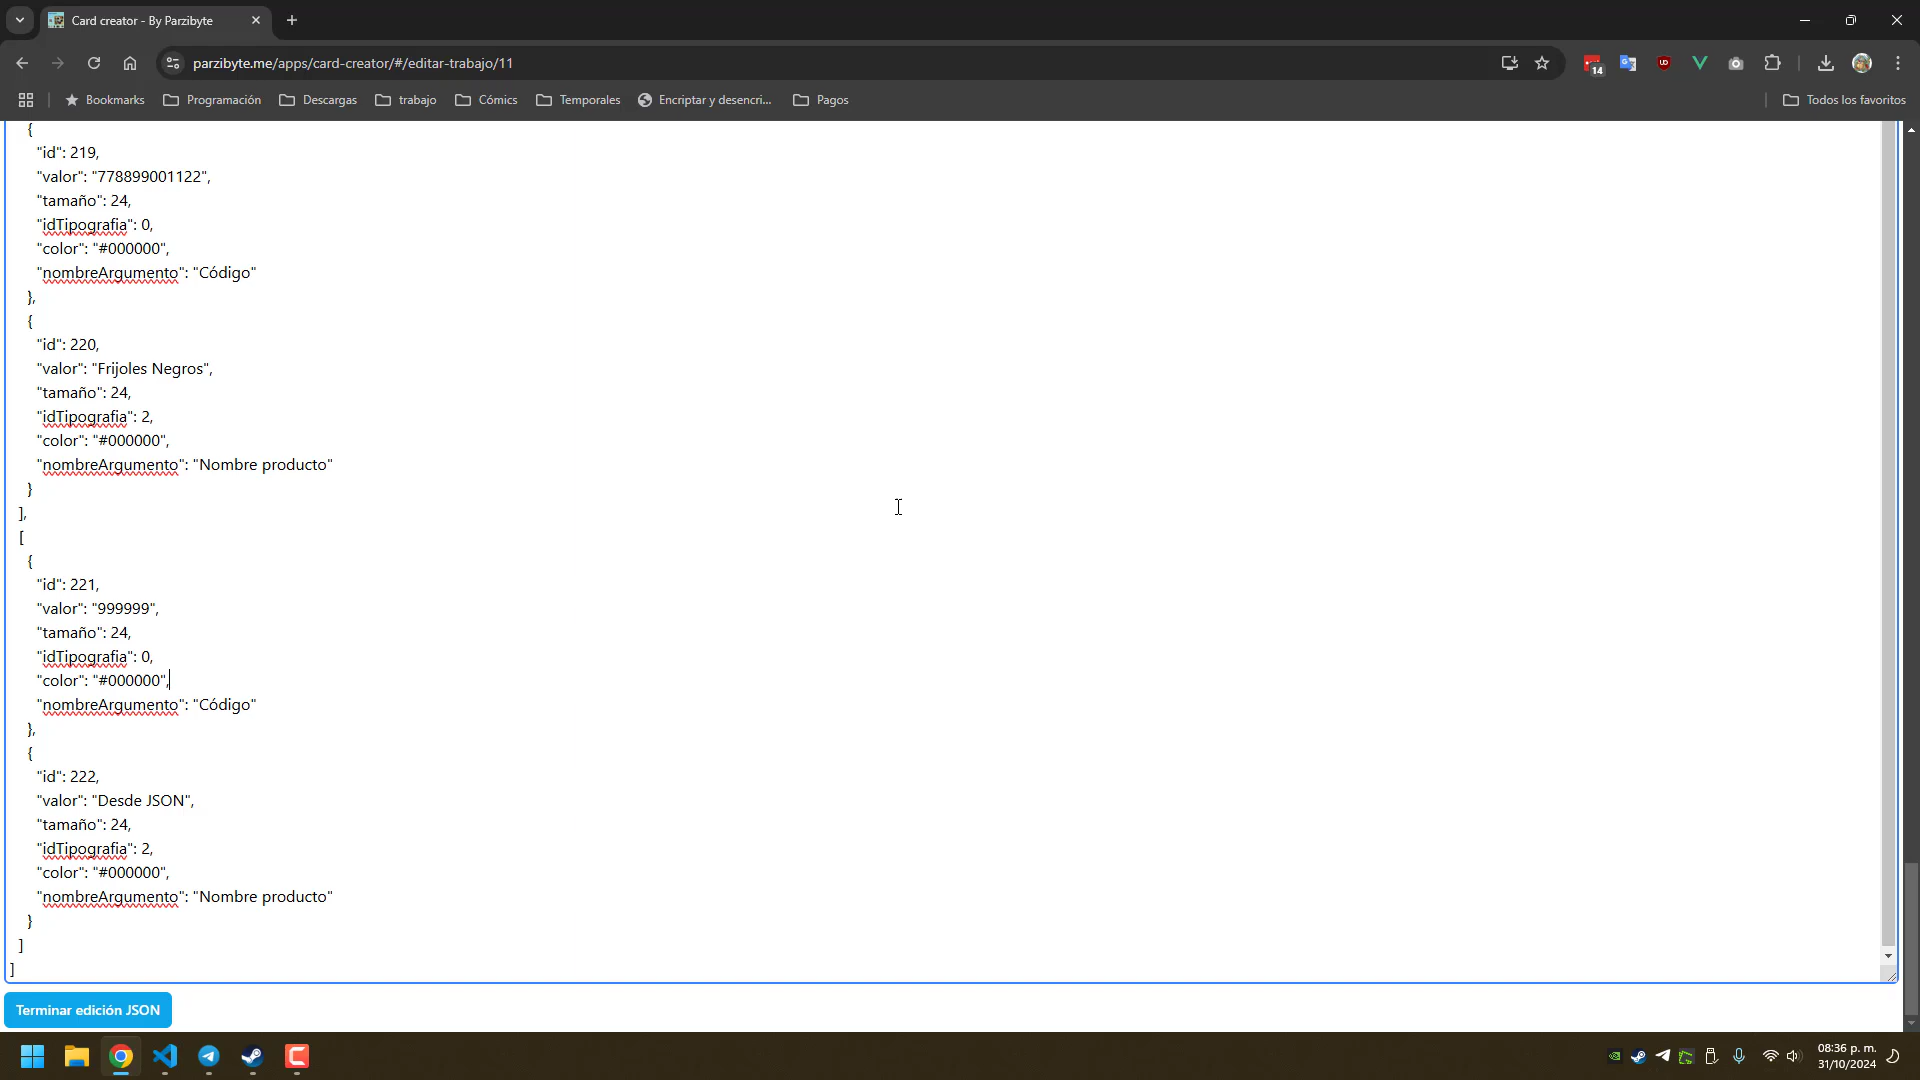 Card creator - By Parzibyte
parzibyte.me/apps/card-creator/#/editar-trabajo/11
14
Bookmarks
Programación
Descargas
trabajo
Cómics
Temporales
Encriptar y desencri...
Pagos
Todos los favoritos
{
"id": 219,
"valor": "778899001122",
"tamaño": 24,
"idTipografia": 0,
"color": "#000000",
"nombreArgumento": "Código"
},
{
"id": 220,
"valor": "Frijoles Negros",
"tamaño": 24,
"idTipografia": 2,
"color": "#000000",
"nombreArgumento": "Nombre producto"
}
],
[
{
"id": 221,
"valor": "999999",
"tamaño": 24,
"idTipografia": 0,
"color": "#000000",
"nombreArgumento": "Código"
},
{
"id": 222,
"valor": "Desde JSON",
"tamaño": 24,
"idTipografia": 2,
"color": "#000000",
"nombreArgumento": "Nombre producto"
}
]
]
Terminar edición JSON
08:36 p. m.
31/10/2024